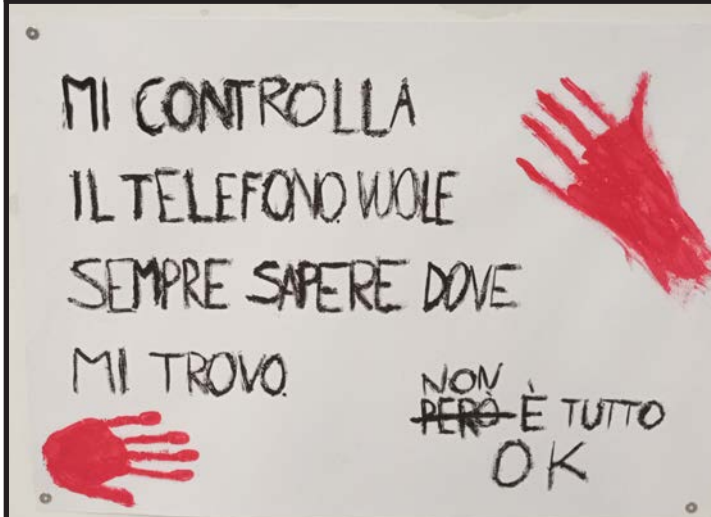 MI CONTROLLA
IL TELEFONO. VUOLE
SEMPRE SAPERE DOVE
MI TROVO.
NON
PERÒ È TUTTO
OK